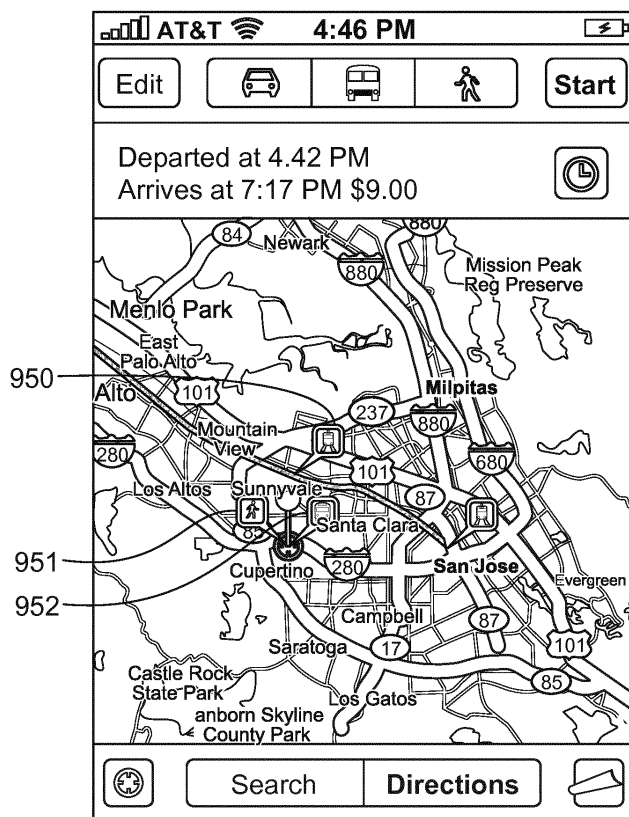 AT&T 4:46 PM
Edit Start
Departed at 4.42 PM
Arrives at 7:17 PM $9.00
880
84
Newark
880
Mission Peak
Reg Preserve
Menlo Park
East
Palo Alto
950
101
Milpitas
Alto
237
880
Mountain
View
280
101
680
Los Altos
Sunnyvale
87
85
Santa Clara
951
280
San Jose
Cupertino
952
Evergreen
Campbell
87
Saratoga
17
101
Castle Rock
State Park
85
Los Gatos
anborn Skyline
County Park
Search Directions